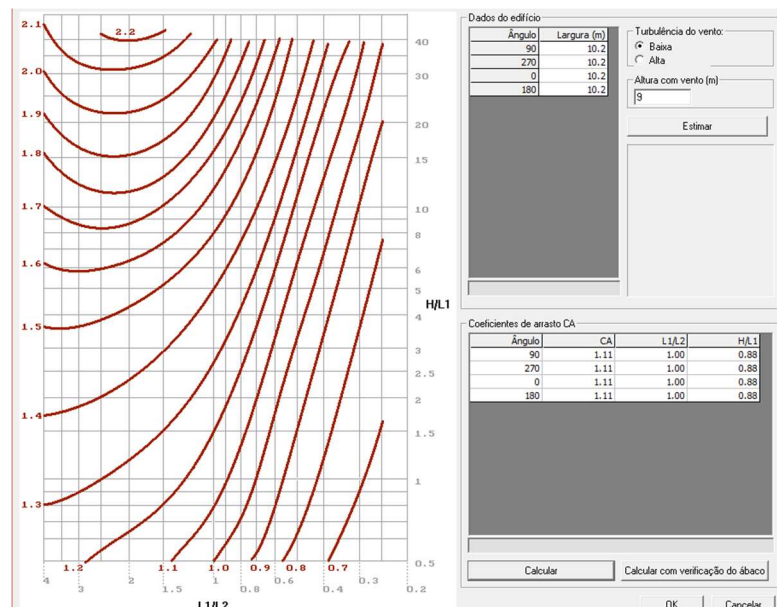 2.1
2.2
2.0
1.9
1.8
1.7
1.6
1.5
1.4
1.3
1.2 1.1 1.0 0.9 0.8 0.7
40
30
20
15
10
8
6
5
4
3
2.5
2
1.5
1
0.5
H/L1
4 3 2 1.5 1 0.8 0.6 0.4 0.3 0.2
L1/L2
Dados do edifício
Ângulo Largura (m)
90 10.2
270 10.2
0 10.2
180 10.2
Turbulência do vento:
Baixa
Alta
Altura com vento (m)
9
Estimar
Coeficientes de arrasto CA
Ângulo CA L1/L2 H/L1
90 1.11 1.00 0.88
270 1.11 1.00 0.88
0 1.11 1.00 0.88
180 1.11 1.00 0.88
Calcular
Calcular com verificação do ábaco
OK
Cancelar